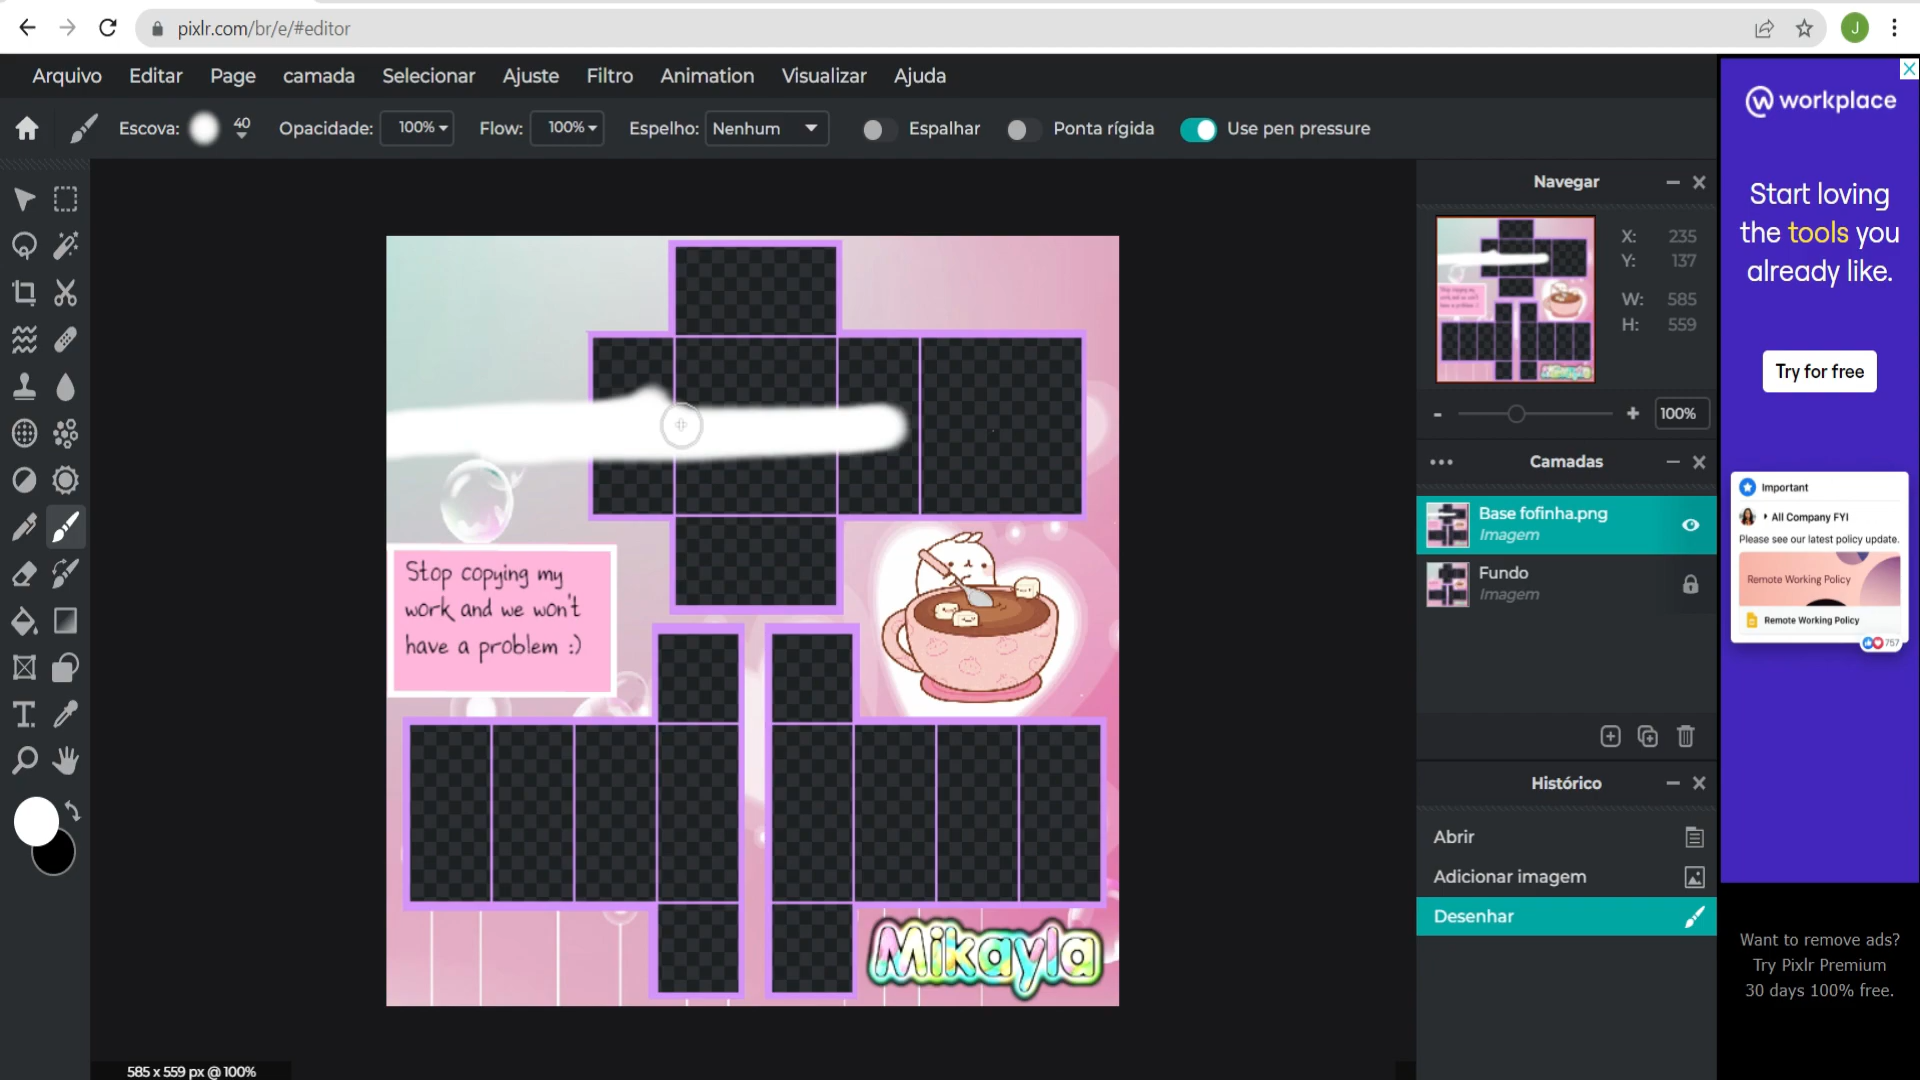 pixlr.com/br/e/#editor
J
Arquivo Editar Page camada Selecionar Ajuste Filtro Animation Visualizar Ajuda
Escova: 40 Opacidade: 100% Flow: 100% Espelho: Nenhum Espalhar Ponta rígida Use pen pressure
Navegar
X: 235
Y: 137
W: 585
H: 559
- + 100%
Camadas
Base fofinha.png
Imagem
Fundo
Imagem
Histórico
Abrir
Adicionar imagem
Desenhar
Stop copying my
work and we won't
have a problem :)
Mikayla
585 x 559 px @ 100%
workplace
Start loving
the tools you
already like.
Try for free
Important
All Company FYI
Please see our latest policy update.
Remote Working Policy
Remote Working Policy
757
Want to remove ads?
Try Pixlr Premium
30 days 100% free.